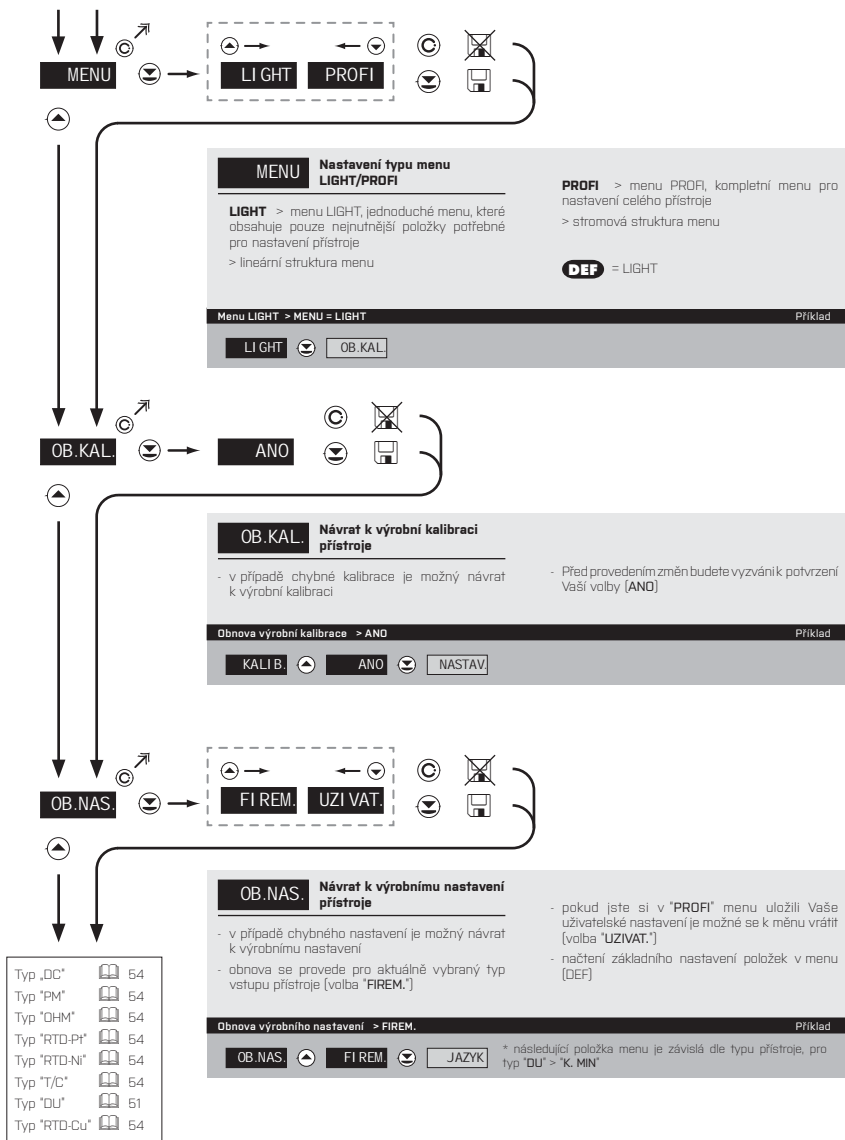 MENU
LIGHT PROFI
MENU
Nastavení typu menu
LIGHT/PROFI
LIGHT > menu LIGHT, jednoduché menu, které
obsahuje pouze nejnutnější položky potřebné
pro nastavení přístroje
> lineární struktura menu
PROFI > menu PROFI, kompletní menu pro
nastavení celého přístroje
> stromová struktura menu
DEF = LIGHT
Menu LIGHT > MENU = LIGHT Příklad
LIGHT OB.KAL.
OB.KAL. ANO
OB.KAL.
Návrat k výrobní kalibraci
přístroje
- v případě chybné kalibrace je možný návrat
k výrobní kalibraci
- Před provedením změn budete vyzváni k potvrzení
Vaší volby (ANO)
Obnova výrobní kalibrace > ANO Příklad
KALIB. ANO NASTAV.
OB.NAS. FIREM. UZIVAT.
OB.NAS.
Návrat k výrobnímu nastavení
přístroje
- v případě chybného nastavení je možný návrat
k výrobnímu nastavení
- obnova se provede pro aktuálně vybraný typ
vstupu přístroje (volba "FIREM.")
- pokud jste si v "PROFI" menu uložili Vaše
uživatelské nastavení je možné se k měnu vrátit
(volba "UZIVAT.")
- načtení základního nastavení položek v menu
(DEF)
Obnova výrobního nastavení > FIREM. Příklad
OB.NAS. FIREM. JAZYK
* následující položka menu je závislá dle typu přístroje, pro
typ "DU" > "K. MIN"
Typ „DC" 54
Typ "PM" 54
Typ "OHM" 54
Typ "RTD-Pt" 54
Typ "RTD-Ni" 54
Typ "T/C" 54
Typ "DU" 51
Typ "RTD-Cu" 54